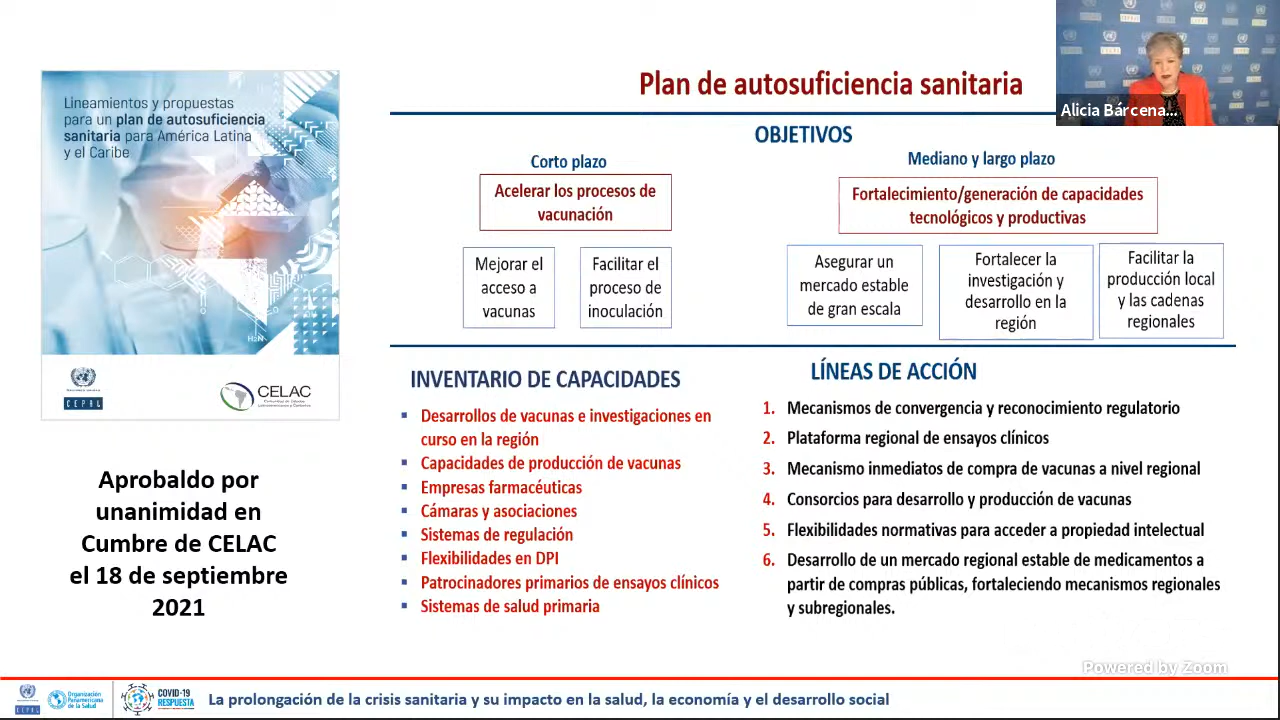 Plan de autosuficiencia sanitaria
Alicia Bárcena...
Lineamientos y propuestas
para un plan de autosuficiencia
sanitaria para América Latina
y el Caribe
H₂N
CEPAL
CELAC
Aprobaldo por
unanimidad en
Cumbre de CELAC
el 18 de septiembre
2021
OBJETIVOS
Corto plazo
Acelerar los procesos de
vacunación
Mejorar el
acceso a
vacunas
Facilitar el
proceso de
inoculación
Mediano y largo plazo
Fortalecimiento/generación de capacidades
tecnológicos y productivas
Asegurar un
mercado estable
de gran escala
Fortalecer la
investigación y
desarrollo en la
región
Facilitar la
producción local
y las cadenas
regionales
INVENTARIO DE CAPACIDADES
▪ Desarrollos de vacunas e investigaciones en
curso en la región
▪ Capacidades de producción de vacunas
▪ Empresas farmacéuticas
▪ Cámaras y asociaciones
▪ Sistemas de regulación
▪ Flexibilidades en DPI
▪ Patrocinadores primarios de ensayos clínicos
▪ Sistemas de salud primaria
LÍNEAS DE ACCIÓN
1. Mecanismos de convergencia y reconocimiento regulatorio
2. Plataforma regional de ensayos clínicos
3. Mecanismo inmediatos de compra de vacunas a nivel regional
4. Consorcios para desarrollo y producción de vacunas
5. Flexibilidades normativas para acceder a propiedad intelectual
6. Desarrollo de un mercado regional estable de medicamentos a
partir de compras públicas, fortaleciendo mecanismos regionales
y subregionales.
Powered by Zoom
CEPAL
Organización
Panamericana
de la Salud
COVID-19
RESPUESTA
La prolongación de la crisis sanitaria y su impacto en la salud, la economía y el desarrollo social